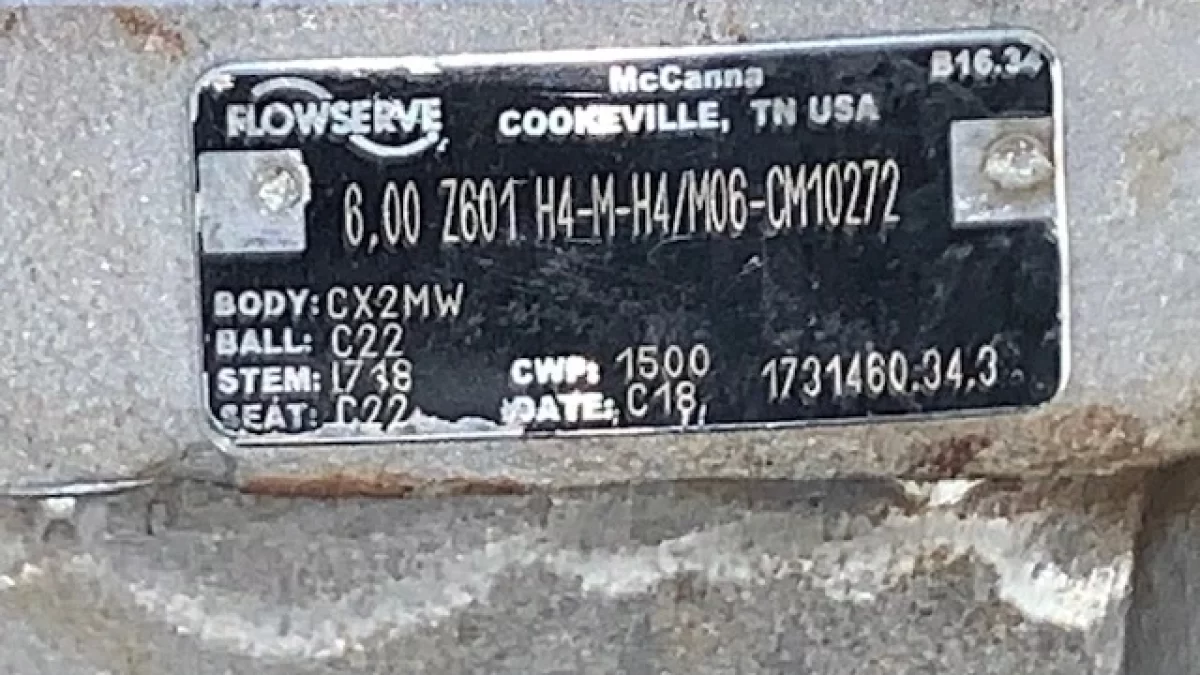 McCanna B16.34
FLOWSERVE COOKEVILLE, TN USA
6,00 Z601 H4-M-H4/M06-CM10272
BODY: CX2MW
BALL: C22
STEM: I738 CWP: 1500 1731460.34.3
SEAT: C22 DATE: C18